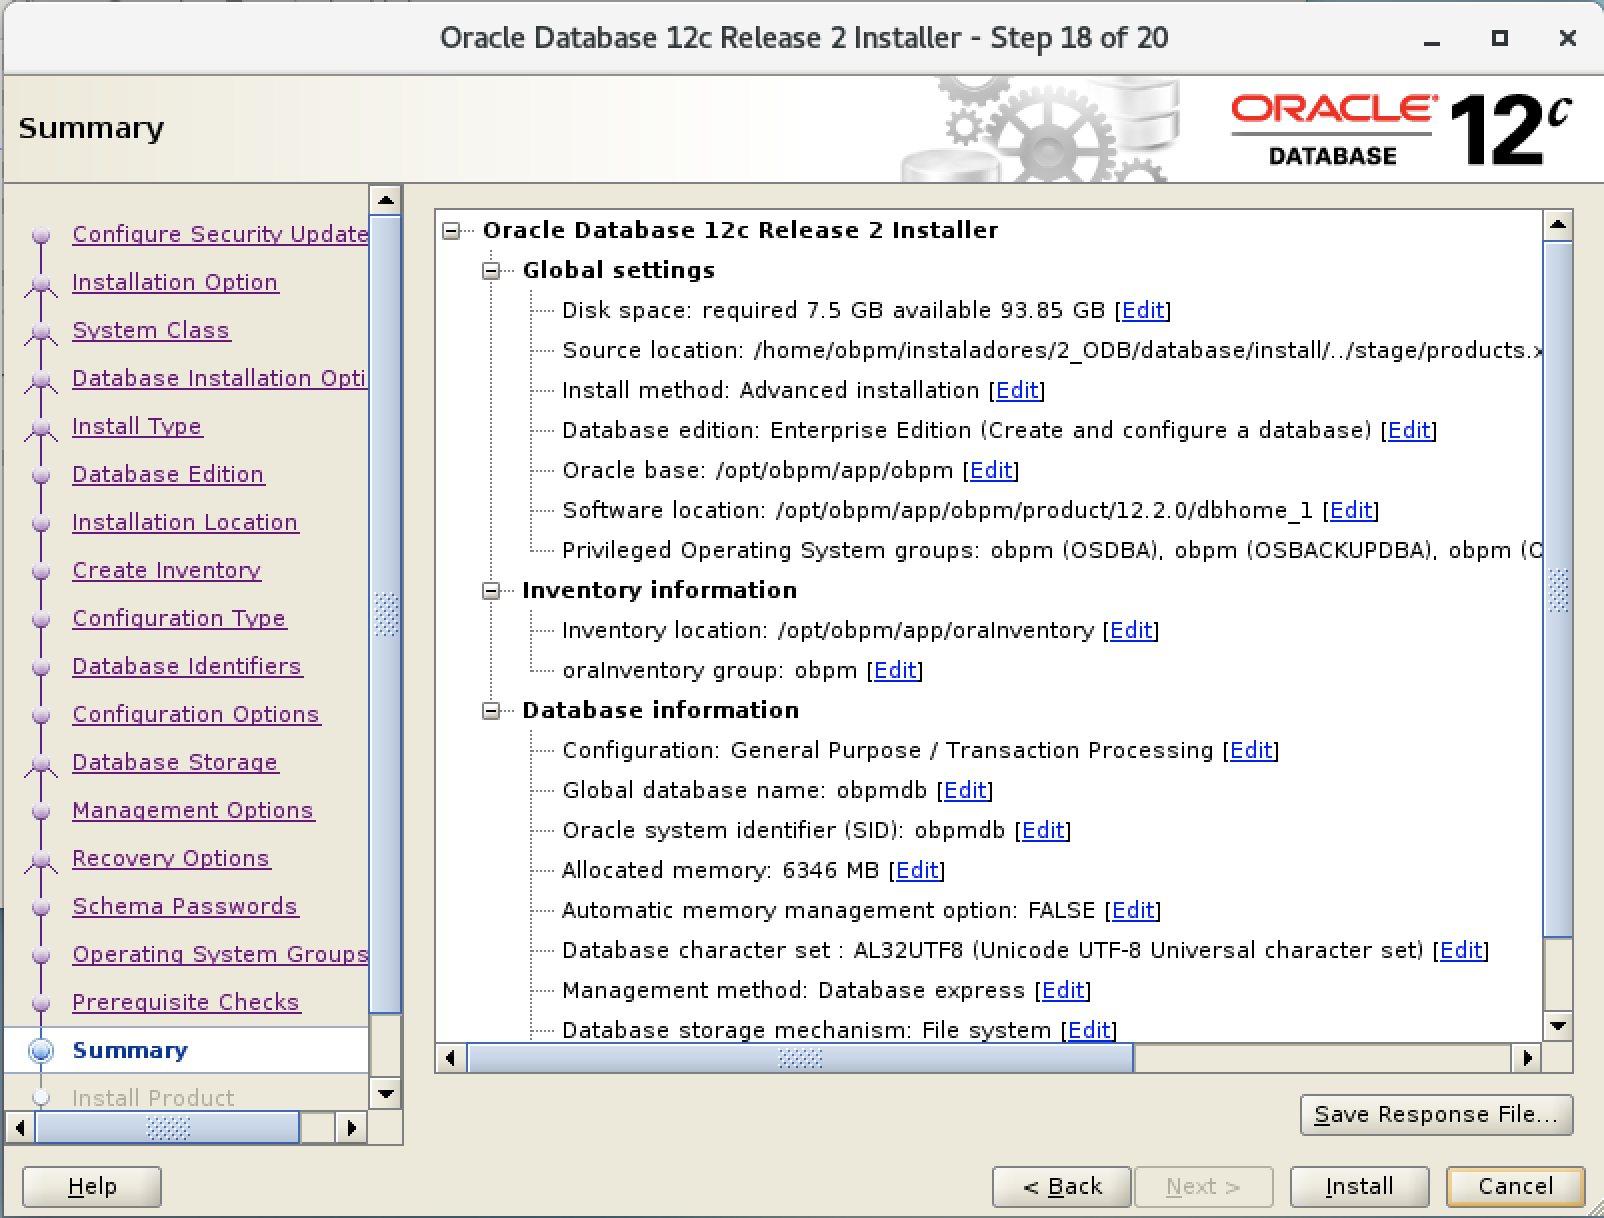 Oracle Database 12c Release 2 Installer - Step 18 of 20
Summary
ORACLE
DATABASE
12c
Configure Security Update
Installation Option
System Class
Database Installation Opti
Install Type
Database Edition
Installation Location
Create Inventory
Configuration Type
Database Identifiers
Configuration Options
Database Storage
Management Options
Recovery Options
Schema Passwords
Operating System Groups
Prerequisite Checks
Summary
Install Product
Oracle Database 12c Release 2 Installer
Global settings
Disk space: required 7.5 GB available 93.85 GB [Edit]
Source location: /home/obpm/instaladores/2_ODB/database/install/../stage/products.x
Install method: Advanced installation [Edit]
Database edition: Enterprise Edition (Create and configure a database) [Edit]
Oracle base: /opt/obpm/app/obpm [Edit]
Software location: /opt/obpm/app/obpm/product/12.2.0/dbhome_1 [Edit]
Privileged Operating System groups: obpm (OSDBA), obpm (OSBACKUPDBA), obpm (O
Inventory information
Inventory location: /opt/obpm/app/oraInventory [Edit]
oraInventory group: obpm [Edit]
Database information
Configuration: General Purpose / Transaction Processing [Edit]
Global database name: obpmdb [Edit]
Oracle system identifier (SID): obpmdb [Edit]
Allocated memory: 6346 MB [Edit]
Automatic memory management option: FALSE [Edit]
Database character set : AL32UTF8 (Unicode UTF-8 Universal character set) [Edit]
Management method: Database express [Edit]
Database storage mechanism: File system [Edit]
Save Response File...
Help
< Back
Next >
Install
Cancel